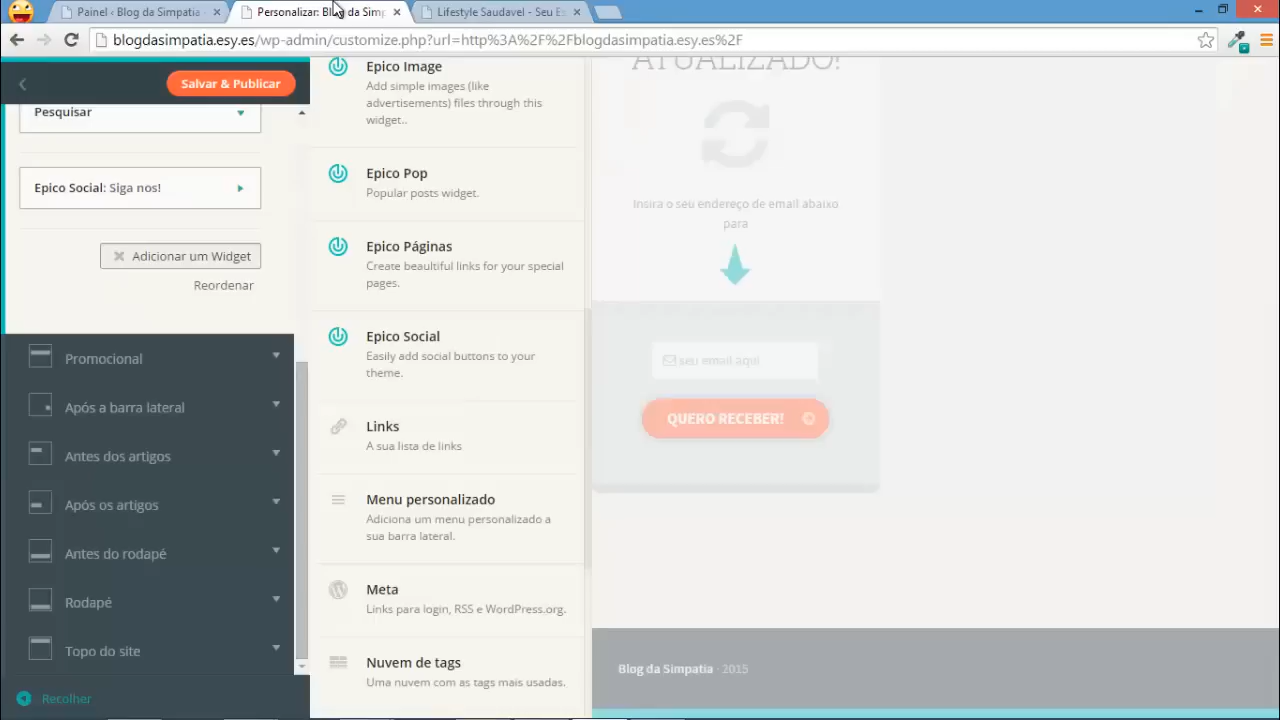 Painel ‹ Blog da Simpatia
Personalizar: Blog da Simp
Lifestyle Saudavel - Seu Es
blogdasimpatia.esy.es/wp-admin/customize.php?url=http%3A%2F%2Fblogdasimpatia.esy.es%2F
Salvar & Publicar
Pesquisar
Epico Social: Siga nos!
Adicionar um Widget
Reordenar
Promocional
Após a barra lateral
Antes dos artigos
Após os artigos
Antes do rodapé
Rodapé
Topo do site
Recolher
Epico Image
Add simple images (like
advertisements) files through this
widget..
Epico Pop
Popular posts widget.
Epico Páginas
Create beaultiful links for your special
pages.
Epico Social
Easily add social buttons to your
theme.
Links
A sua lista de links
Menu personalizado
Adiciona um menu personalizado a
sua barra lateral.
Meta
Links para login, RSS e WordPress.org.
Nuvem de tags
Uma nuvem com as tags mais usadas.
ATUALIZADO!
Insira o seu endereço de email abaixo
para
seu email aqui
QUERO RECEBER!
Blog da Simpatia · 2015